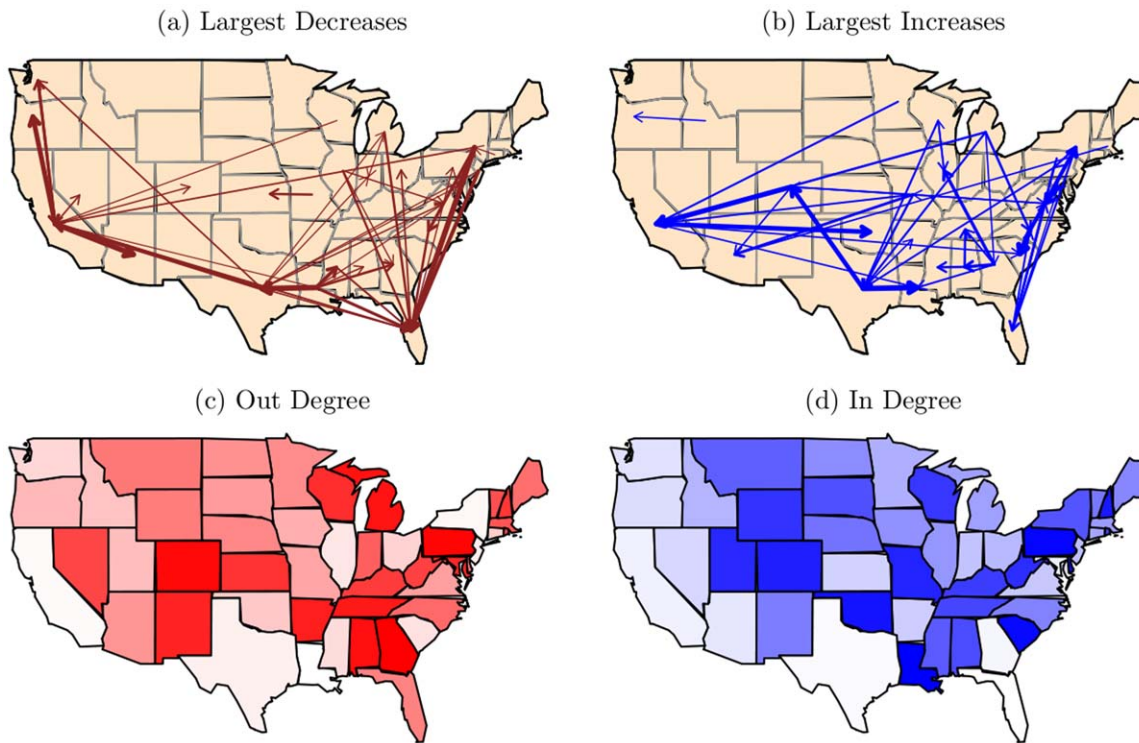 (a) Largest Decreases
(b) Largest Increases
(c) Out Degree
(d) In Degree